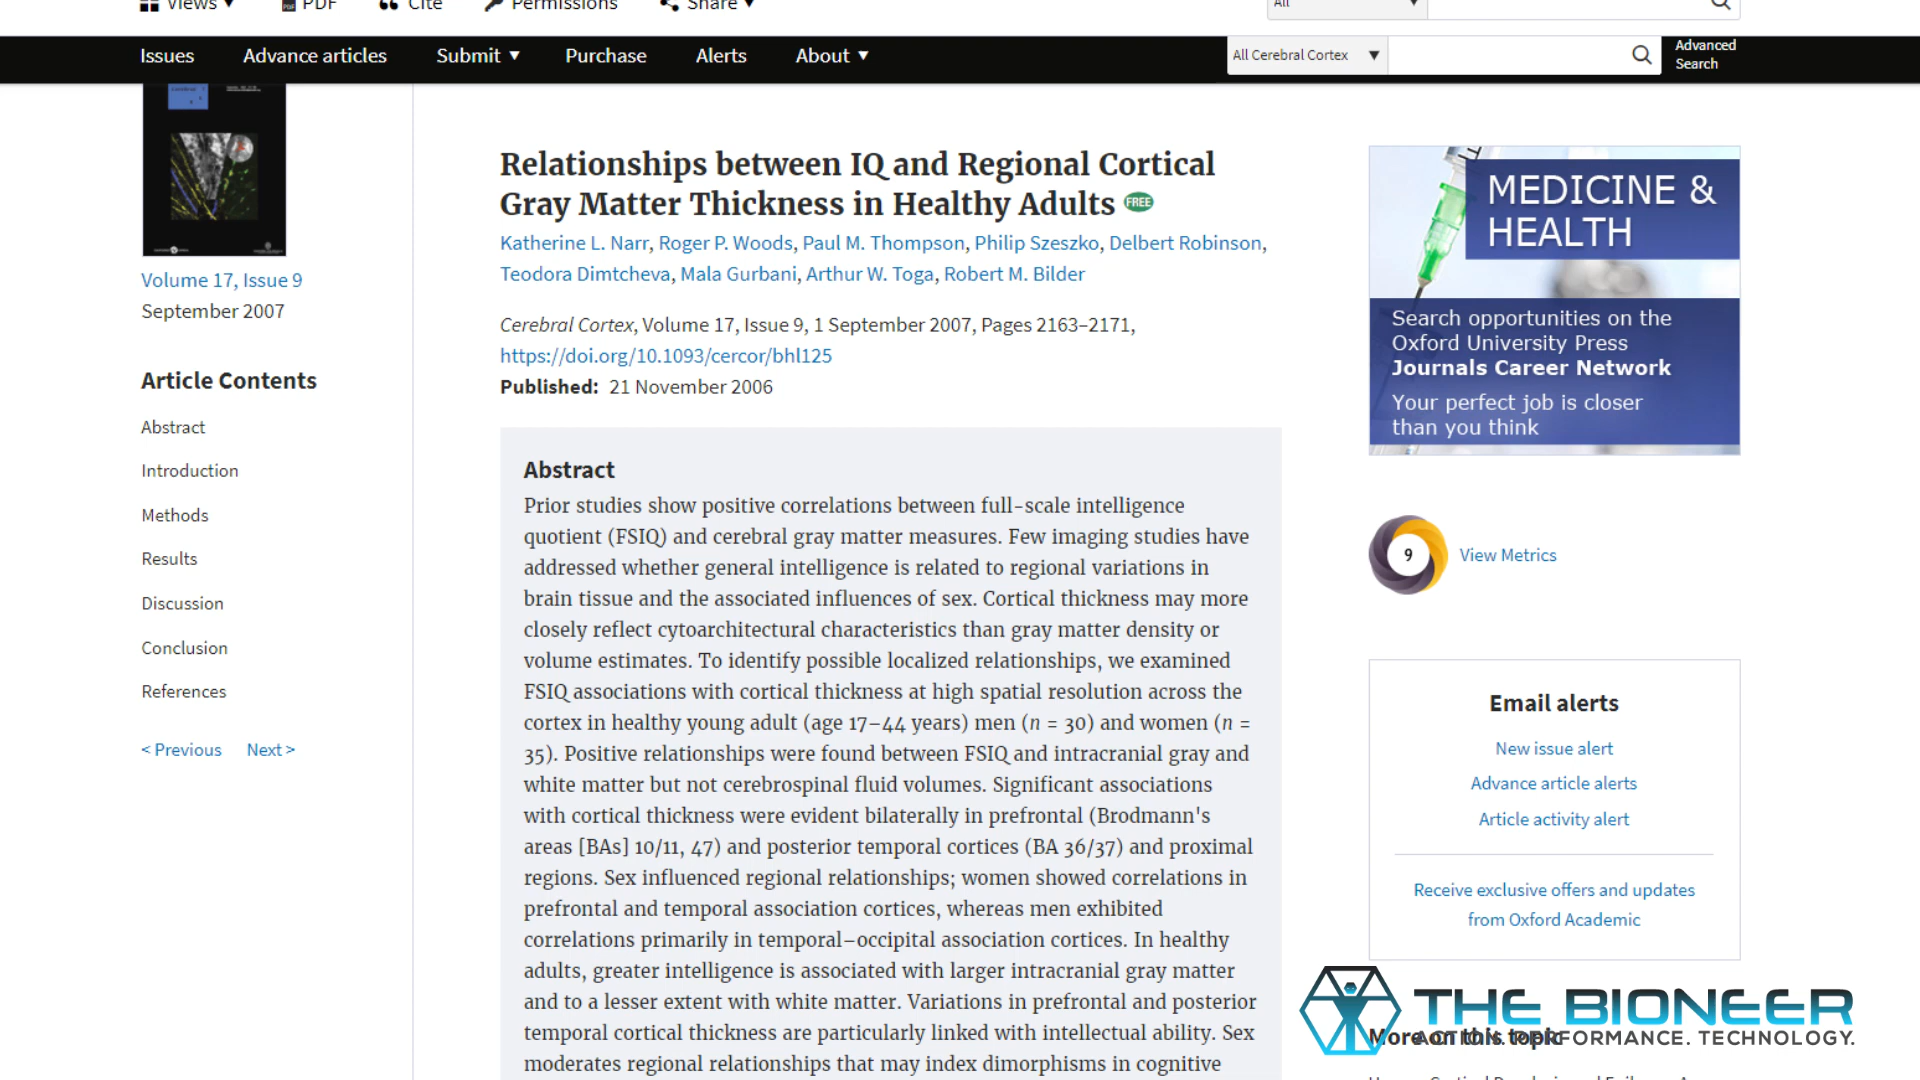 Views ▼ PDF Cite Permissions Share ▼ All ▼
Issues Advance articles Submit ▼ Purchase Alerts About ▼ All Cerebral Cortex ▼ Advanced Search
Volume 17, Issue 9
September 2007
Article Contents
Abstract
Introduction
Methods
Results
Discussion
Conclusion
References
< Previous Next >
Relationships between IQ and Regional Cortical
Gray Matter Thickness in Healthy Adults FREE
Katherine L. Narr, Roger P. Woods, Paul M. Thompson, Philip Szeszko, Delbert Robinson,
Teodora Dimtcheva, Mala Gurbani, Arthur W. Toga, Robert M. Bilder
Cerebral Cortex, Volume 17, Issue 9, 1 September 2007, Pages 2163–2171,
https://doi.org/10.1093/cercor/bhl125
Published: 21 November 2006
Abstract
Prior studies show positive correlations between full-scale intelligence
quotient (FSIQ) and cerebral gray matter measures. Few imaging studies have
addressed whether general intelligence is related to regional variations in
brain tissue and the associated influences of sex. Cortical thickness may more
closely reflect cytoarchitectural characteristics than gray matter density or
volume estimates. To identify possible localized relationships, we examined
FSIQ associations with cortical thickness at high spatial resolution across the
cortex in healthy young adult (age 17–44 years) men (n = 30) and women (n =
35). Positive relationships were found between FSIQ and intracranial gray and
white matter but not cerebrospinal fluid volumes. Significant associations
with cortical thickness were evident bilaterally in prefrontal (Brodmann's
areas [BAs] 10/11, 47) and posterior temporal cortices (BA 36/37) and proximal
regions. Sex influenced regional relationships; women showed correlations in
prefrontal and temporal association cortices, whereas men exhibited
correlations primarily in temporal–occipital association cortices. In healthy
adults, greater intelligence is associated with larger intracranial gray matter
and to a lesser extent with white matter. Variations in prefrontal and posterior
temporal cortical thickness are particularly linked with intellectual ability. Sex
moderates regional relationships that may index dimorphisms in cognitive
MEDICINE &
HEALTH
Search opportunities on the
Oxford University Press
Journals Career Network
Your perfect job is closer
than you think
9 View Metrics
Email alerts
New issue alert
Advance article alerts
Article activity alert
Receive exclusive offers and updates
from Oxford Academic
More on this topic
THE BIONEER
ACTION. PERFORMANCE. TECHNOLOGY.